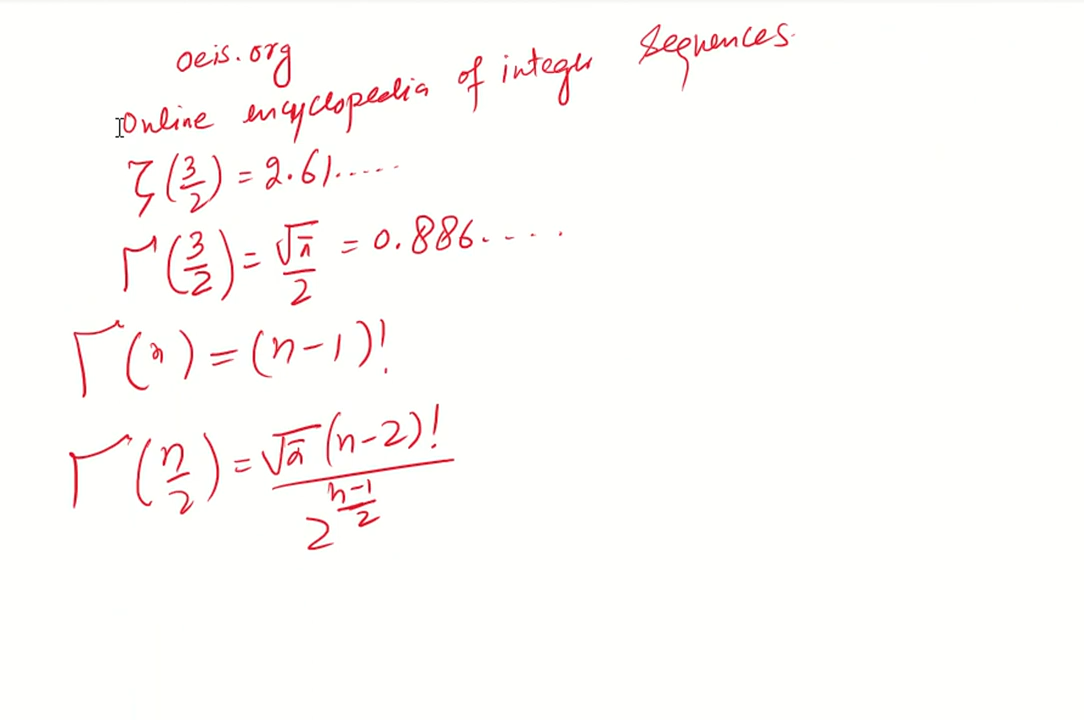 oeis.org
Online encyclopedia of integer sequences.
ζ(3/2) = 2.61.....
Γ(3/2) = √π/2 = 0.886.....
Γ(n) = (n-1)!
Γ(n/2) = √π(n-2)!/2^((n-1)/2)